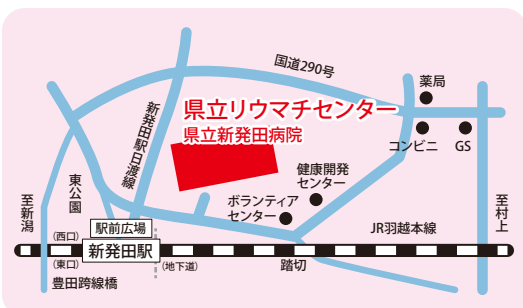 国道290号
薬局
県立リウマチセンター
県立新発田病院
コンビニ
GS
新発田駅日渡線
健康開発
センター
ボランティア
センター
東公園
至新潟
至村上
駅前広場
JR羽越本線
(西口)
新発田駅
(東口)
(地下道)
踏切
豊田跨線橋